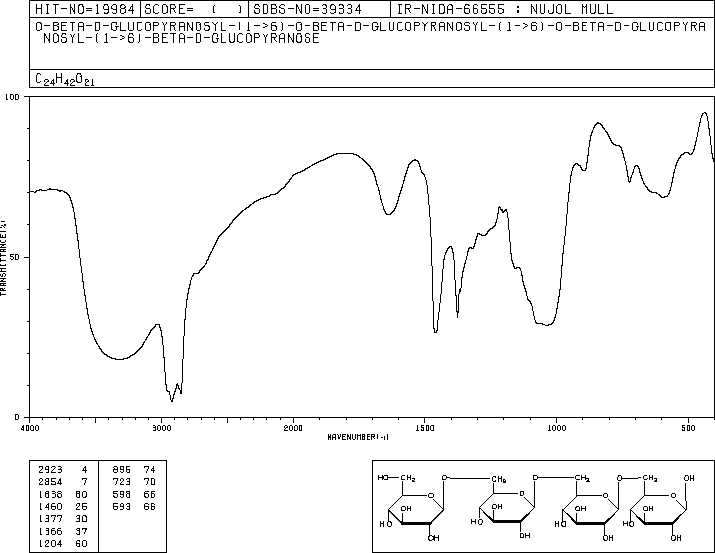 HIT-NO=19984 SCORE= ( ) SDBS-NO=39334 IR-NIDA-66555 : NUJOL MULL
O-BETA-D-GLUCOPYRANOSYL-(1->6)-O-BETA-D-GLUCOPYRANOSYL-(1->6)-O-BETA-D-GLUCOPYRA
NOSYL-(1->6)-BETA-D-GLUCOPYRANOSE
C24H42O21
100
50
0
TRANSMITTANCE(%)
4000 3000 2000 1500 1000 500
WAVENUMBER(-1)
2923 4 896 74
2854 7 723 70
1638 60 598 66
1460 25 593 66
1377 30
1366 37
1204 60
HO CH2 O CH2 O CH2 O CH2 OH
O O O O
OH OH OH OH
HO HO HO HO
OH OH OH OH